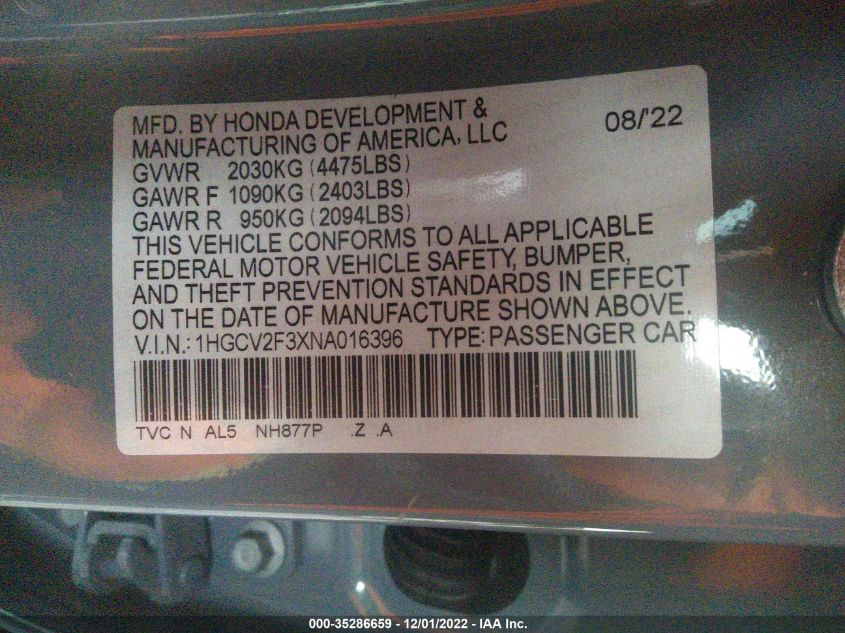 MFD. BY HONDA DEVELOPMENT & 08/'22
MANUFACTURING OF AMERICA, LLC
GVWR 2030KG (4475LBS)
GAWR F 1090KG (2403LBS)
GAWR R 950KG (2094LBS)
THIS VEHICLE CONFORMS TO ALL APPLICABLE
FEDERAL MOTOR VEHICLE SAFETY, BUMPER,
AND THEFT PREVENTION STANDARDS IN EFFECT
ON THE DATE OF MANUFACTURE SHOWN ABOVE.
V.I.N.: 1HGCV2F3XNA016396 TYPE: PASSENGER CAR
TVC N AL5 NH877P .Z .A
000-35286659 - 12/01/2022 - IAA Inc.